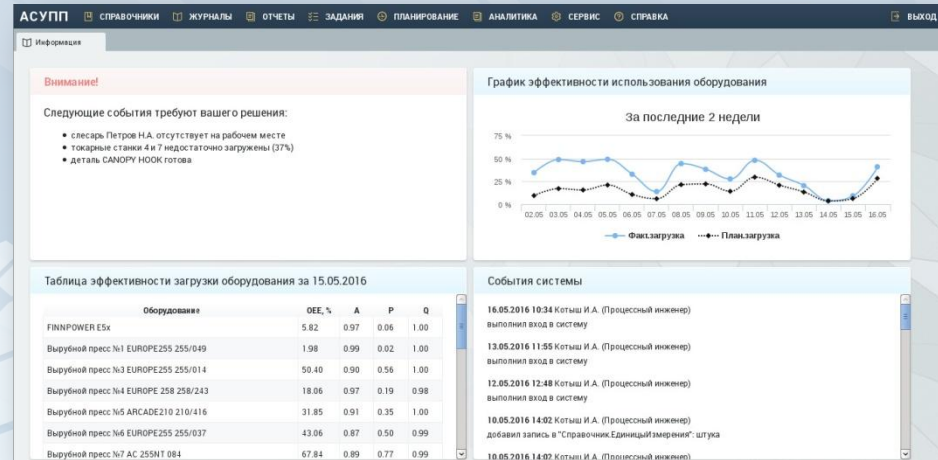 АСУПП СПРАВОЧНИКИ ЖУРНАЛЫ ОТЧЕТЫ ЗАДАНИЯ ПЛАНИРОВАНИЕ АНАЛИТИКА СЕРВИС СПРАВКА ВЫХОД
Информация
Внимание!
Следующие события требуют вашего решения:
слесарь Петров Н.А. отсутствует на рабочем месте
токарные станки 4 и 7 недостаточно загружены (37%)
деталь CANOPY HOOK готова
График эффективности использования оборудования
За последние 2 недели
75 %
50 %
25 %
0 %
02.05 03.05 04.05 05.05 06.05 07.05 08.05 09.05 10.05 11.05 12.05 13.05 14.05 15.05 16.05
Факт.загрузка План.загрузка
Таблица эффективности загрузки оборудования за 15.05.2016
Оборудование OEE, % A P Q
FINNPOWER E5x 5.82 0.97 0.06 1.00
Вырубной пресс №1 EUROPE255 255/049 1.98 0.99 0.02 1.00
Вырубной пресс №3 EUROPE255 255/014 50.40 0.90 0.56 1.00
Вырубной пресс №4 EUROPE 258 258/243 18.06 0.97 0.19 0.98
Вырубной пресс №5 ARCADE210 210/416 31.85 0.91 0.35 1.00
Вырубной пресс №6 EUROPE255 255/037 43.06 0.87 0.50 0.99
Вырубной пресс №7 AC 255NT 084 67.84 0.89 0.77 0.99
События системы
16.05.2016 10:34 Котыш И.А. (Процессный инженер)
выполнил вход в систему
13.05.2016 11:55 Котыш И.А. (Процессный инженер)
выполнил вход в систему
12.05.2016 12:48 Котыш И.А. (Процессный инженер)
выполнил вход в систему
10.05.2016 14:02 Котыш И.А. (Процессный инженер)
добавил запись в "Справочник.ЕдиницыИзмерения": штука
10.05.2016 14:02 Котыш И.А. (Процессный инженер)